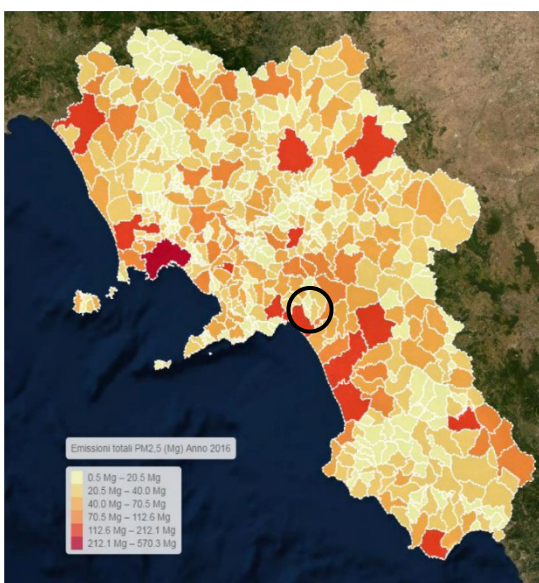 Emissioni totali PM2,5 (Mg) Anno 2016
0.5 Mg – 20.5 Mg
20.5 Mg – 40.0 Mg
40.0 Mg – 70.5 Mg
70.5 Mg – 112.6 Mg
112.6 Mg – 212.1 Mg
212.1 Mg – 570.3 Mg